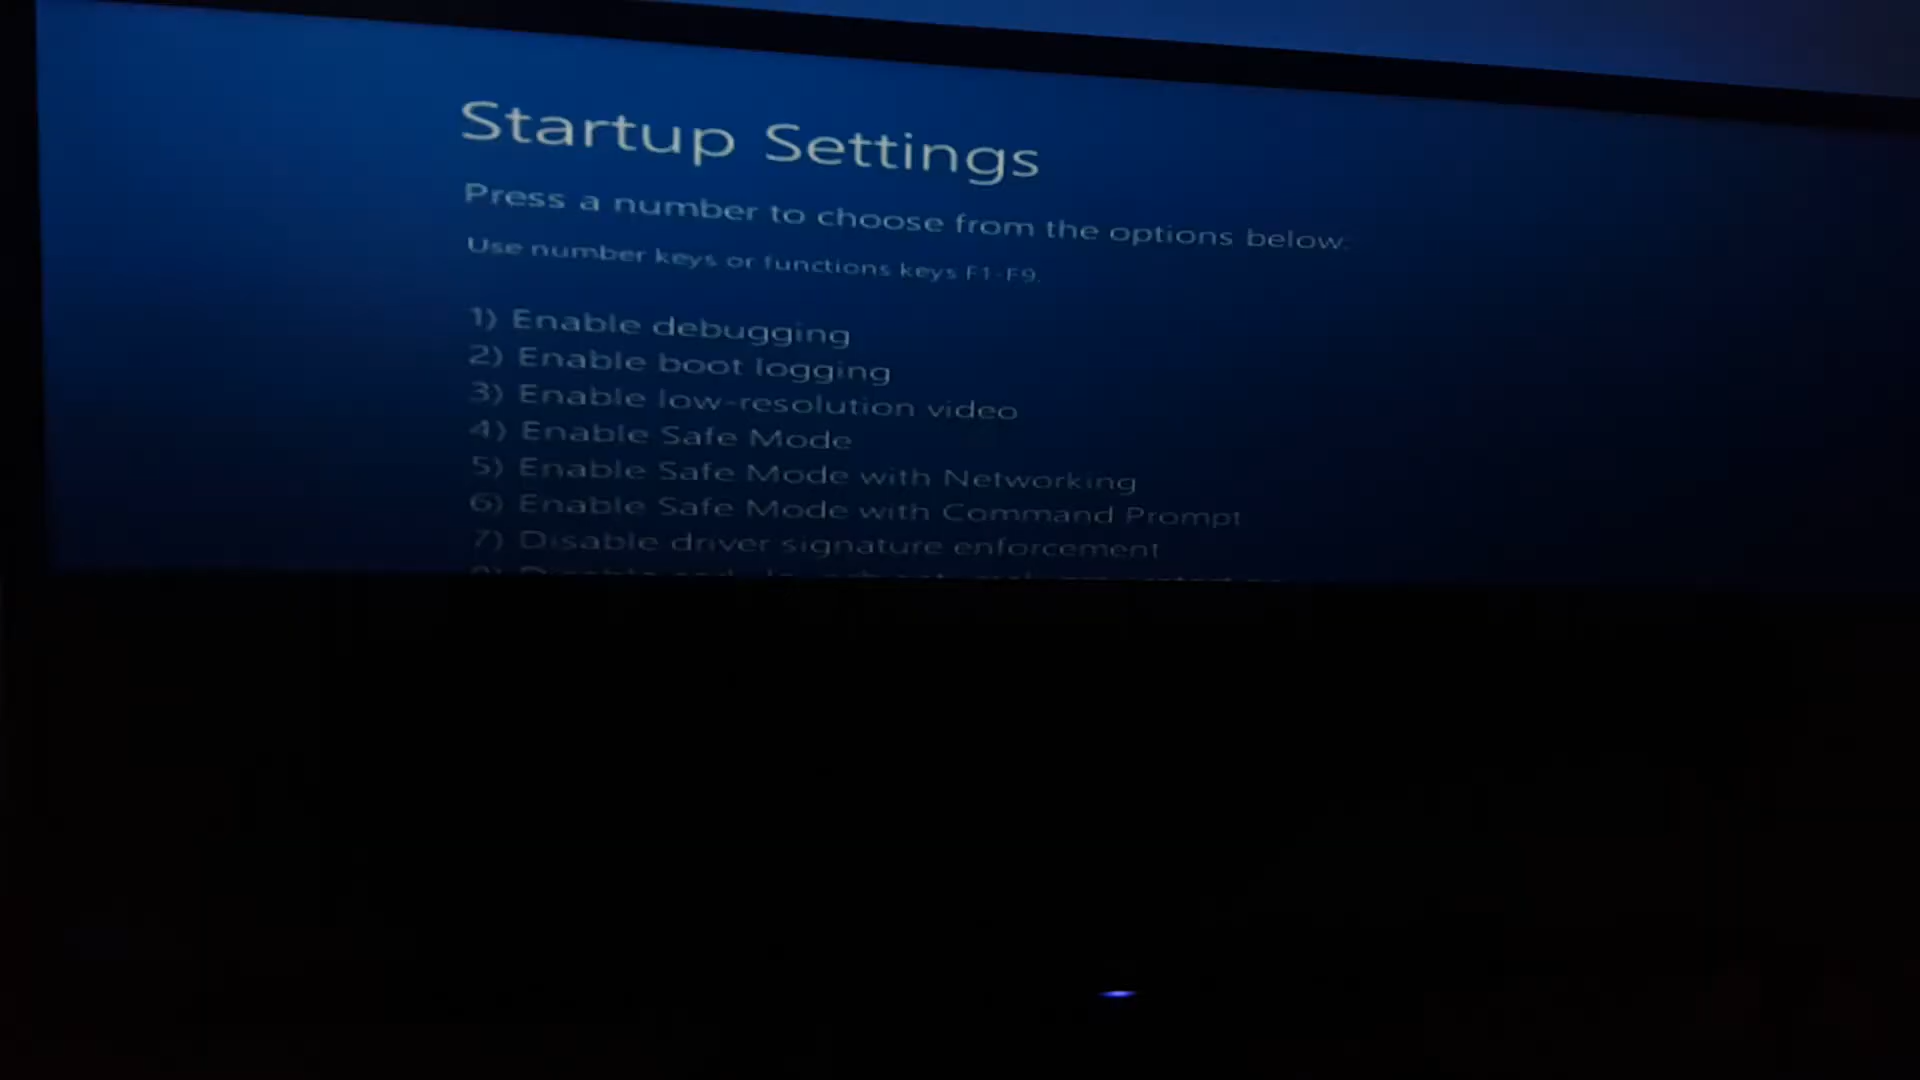 Startup Settings
Press a number to choose from the options below.
Use number keys or functions keys F1-F9.
1) Enable debugging
2) Enable boot logging
3) Enable low-resolution video
4) Enable Safe Mode
5) Enable Safe Mode with Networking
6) Enable Safe Mode with Command Prompt
7) Disable driver signature enforcement
8) Disable